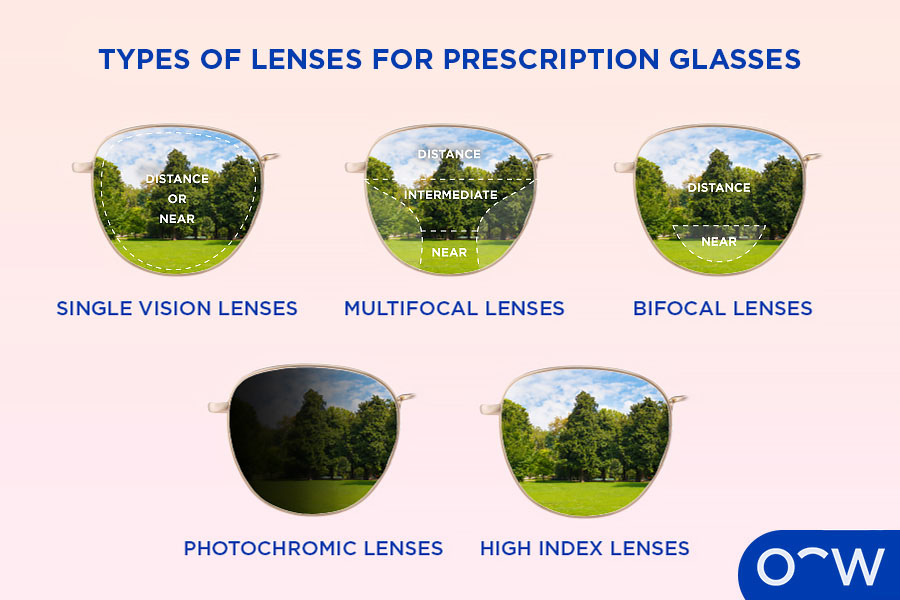 TYPES OF LENSES FOR PRESCRIPTION GLASSES
DISTANCE
OR
NEAR
SINGLE VISION LENSES
DISTANCE
INTERMEDIATE
NEAR
MULTIFOCAL LENSES
DISTANCE
NEAR
BIFOCAL LENSES
PHOTOCHROMIC LENSES
HIGH INDEX LENSES